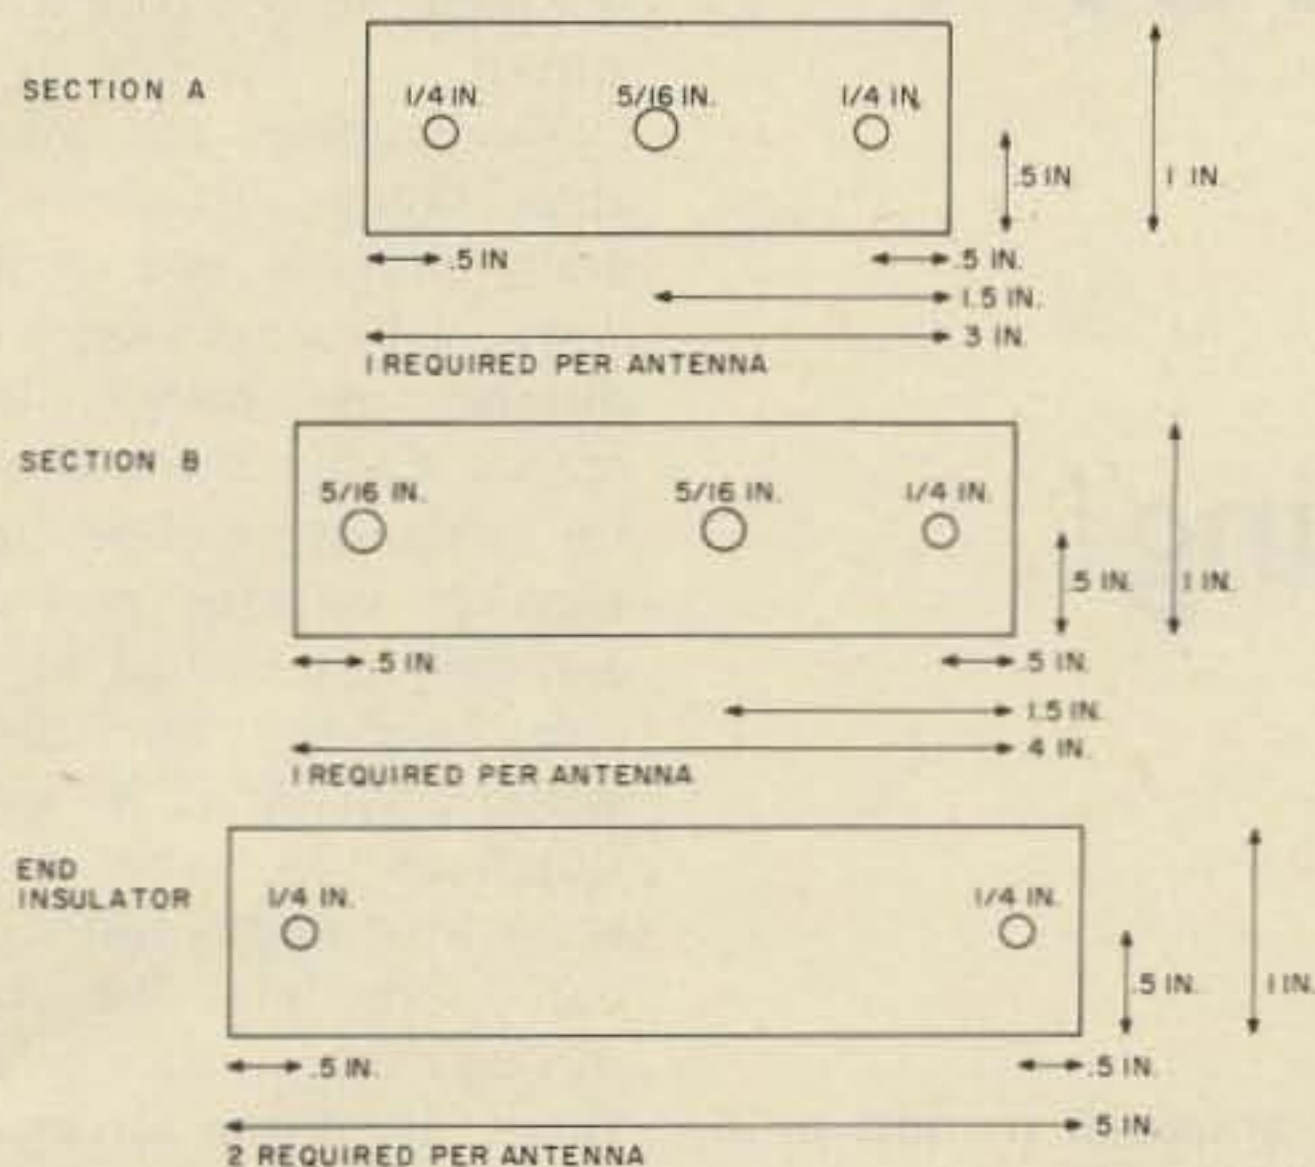 SECTION A
1/4 IN. 5/16 IN. 1/4 IN.
.5 IN 1 IN.
.5 IN .5 IN.
1.5 IN.
3 IN.
1 REQUIRED PER ANTENNA
SECTION B
5/16 IN. 5/16 IN. 1/4 IN.
.5 IN. 1 IN.
.5 IN. .5 IN.
1.5 IN.
4 IN.
1 REQUIRED PER ANTENNA
END
INSULATOR
1/4 IN. 1/4 IN.
.5 IN. 1 IN.
.5 IN. .5 IN.
5 IN.
2 REQUIRED PER ANTENNA